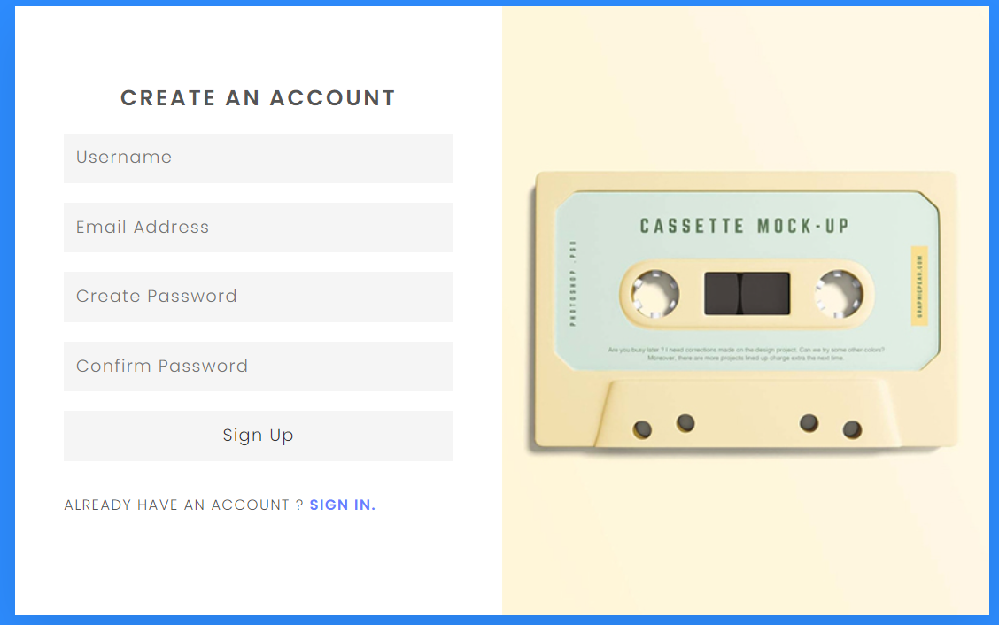 CREATE AN ACCOUNT
Username
Email Address
Create Password
Confirm Password
Sign Up
ALREADY HAVE AN ACCOUNT ? SIGN IN.
CASSETTE MOCK-UP
PHOTOSHOP .PSD
GRAPHICPEAR.COM
Are you busy later ? I need corrections made on the design project. Can we try some other colors?
Moreover, there are more projects lined up charge extra the next time.